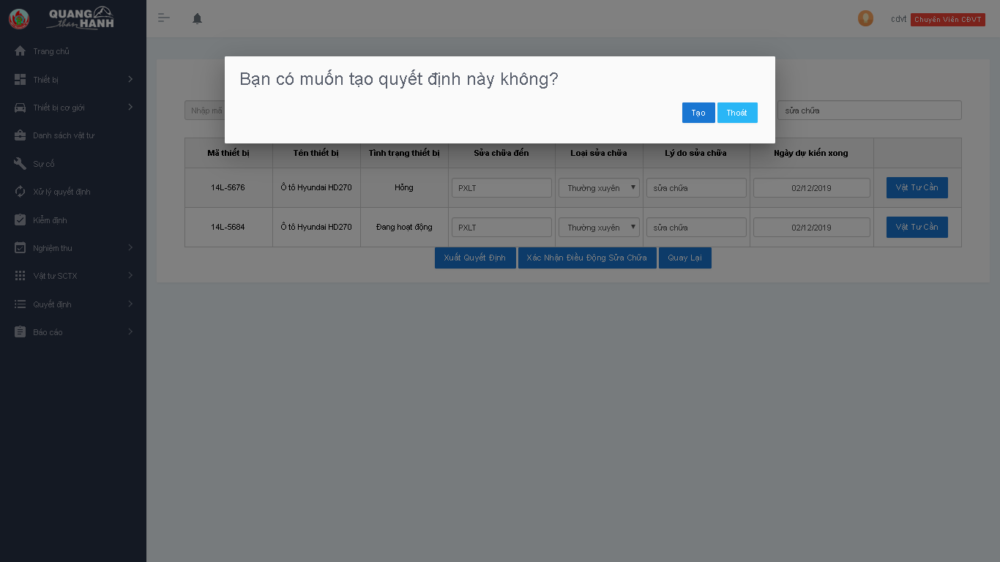 QUANG
than HANH
cdvt Chuyên Viên CĐVT
Trang chủ
Thiết bị
Thiết bị cơ giới
Danh sách vật tư
Sự cố
Xử lý quyết định
Kiểm định
Nghiệm thu
Vật tư SCTX
Quyết định
Báo cáo
Bạn có muốn tạo quyết định này không?
Tạo Thoát
Nhập mã sửa chữa
Mã thiết bị Tên thiết bị Tình trạng thiết bị Sửa chữa đến Loại sửa chữa Lý do sửa chữa Ngày dự kiến xong
14L-5676 Ô tô Hyundai HD270 Hỏng PXLT Thường xuyên sửa chữa 02/12/2019 Vật Tư Cần
14L-5684 Ô tô Hyundai HD270 Đang hoạt động PXLT Thường xuyên sửa chữa 02/12/2019 Vật Tư Cần
Xuất Quyết Định Xác Nhận Điều Động Sửa Chữa Quay Lại